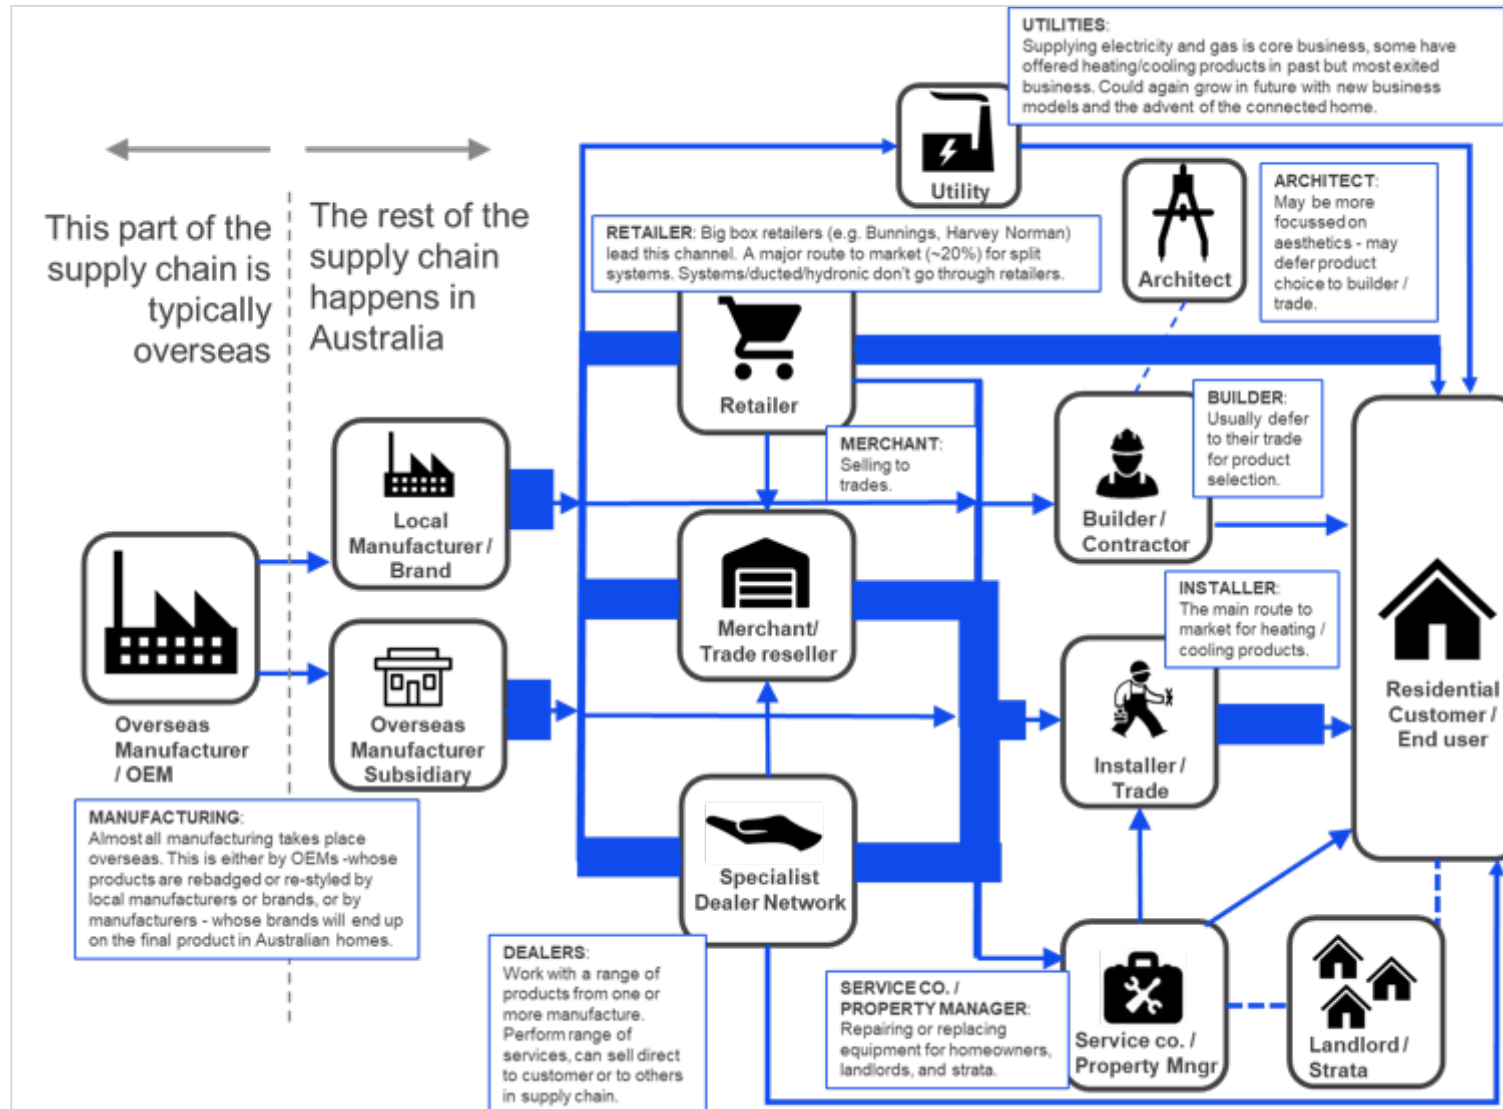 UTILITIES:
Supplying electricity and gas is core business, some have
offered heating/cooling products in past but most exited
business. Could again grow in future with new business
models and the advent of the connected home.
This part of the
supply chain is
typically
overseas
The rest of the
supply chain
happens in
Australia
Utility
RETAILER: Big box retailers (e.g. Bunnings, Harvey Norman)
lead this channel. A major route to market (~20%) for split
systems. Systems/ducted/hydronic don't go through retailers.
Architect
ARCHITECT:
May be more
focussed on
aesthetics - may
defer product
choice to builder /
trade.
Retailer
MERCHANT:
Selling to
trades.
BUILDER:
Usually defer
to their trade
for product
selection.
Local
Manufacturer /
Brand
Builder /
Contractor
Merchant/
Trade reseller
INSTALLER:
The main route to
market for heating /
cooling products.
Overseas
Manufacturer
/ OEM
Overseas
Manufacturer
Subsidiary
Installer /
Trade
Residential
Customer /
End user
MANUFACTURING:
Almost all manufacturing takes place
overseas. This is either by OEMs -whose
products are rebadged or re-styled by
local manufacturers or brands, or by
manufacturers - whose brands will end up
on the final product in Australian homes.
Specialist
Dealer Network
DEALERS:
Work with a range of
products from one or
more manufacture.
Perform range of
services, can sell direct
to customer or to others
in supply chain.
SERVICE CO. /
PROPERTY MANAGER:
Repairing or replacing
equipment for homeowners,
landlords, and strata.
Service co. /
Property Mngr
Landlord /
Strata